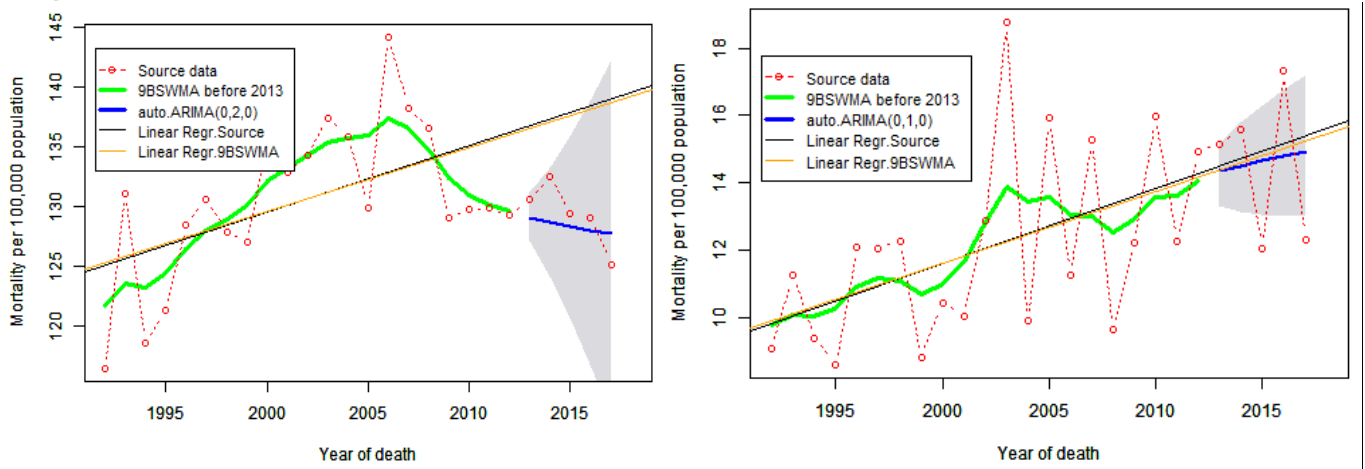 Mortality per 100,000 population
145
140
135
130
125
120
Source data
9BSWMA before 2013
auto.ARIMA(0,2,0)
Linear Regr.Source
Linear Regr.9BSWMA
1995 2000 2005 2010 2015
Year of death
Mortality per 100,000 population
18
16
14
12
10
Source data
9BSWMA before 2013
auto.ARIMA(0,1,0)
Linear Regr.Source
Linear Regr.9BSWMA
1995 2000 2005 2010 2015
Year of death